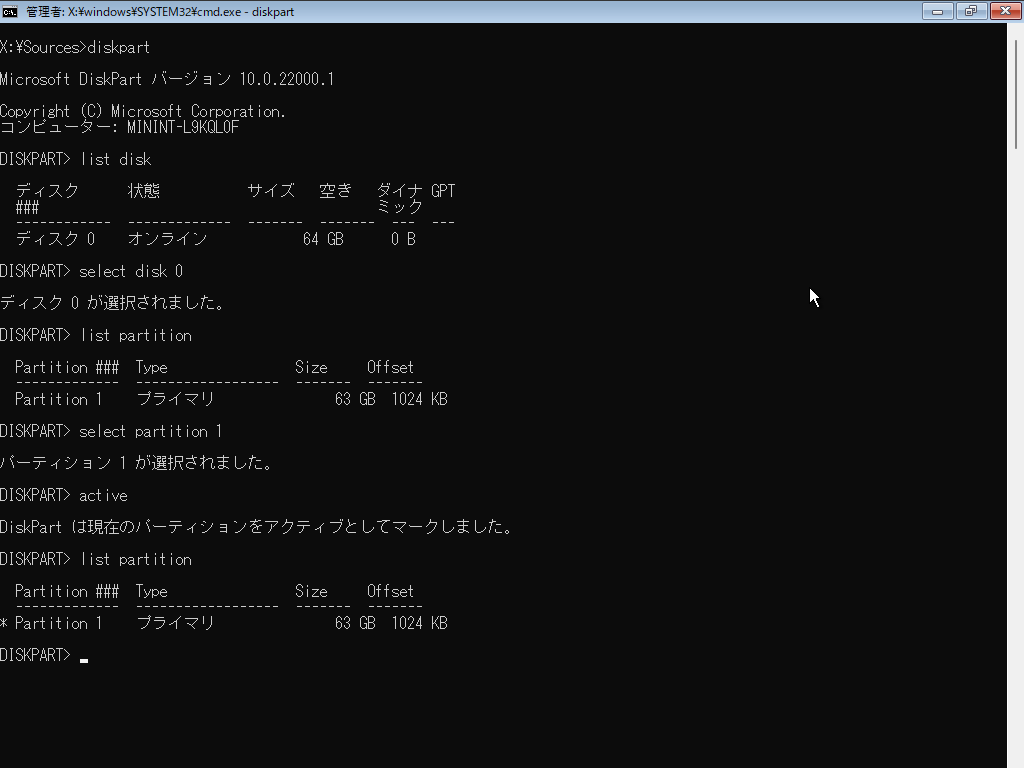 管理者: X:¥windows¥SYSTEM32¥cmd.exe - diskpart
X:¥Sources>diskpart
Microsoft DiskPart バージョン 10.0.22000.1
Copyright (C) Microsoft Corporation.
コンピューター: MININT-L9KQL0F
DISKPART> list disk
ディスク 状態 サイズ 空き ダイナ GPT
### ミック
------------ ------------- ------- ------- --- ---
ディスク 0 オンライン 64 GB 0 B
DISKPART> select disk 0
ディスク 0 が選択されました。
DISKPART> list partition
Partition ### Type Size Offset
------------- ------------------ ------- -------
Partition 1 プライマリ 63 GB 1024 KB
DISKPART> select partition 1
パーティション 1 が選択されました。
DISKPART> active
DiskPart は現在のパーティションをアクティブとしてマークしました。
DISKPART> list partition
Partition ### Type Size Offset
------------- ------------------ ------- -------
* Partition 1 プライマリ 63 GB 1024 KB
DISKPART>